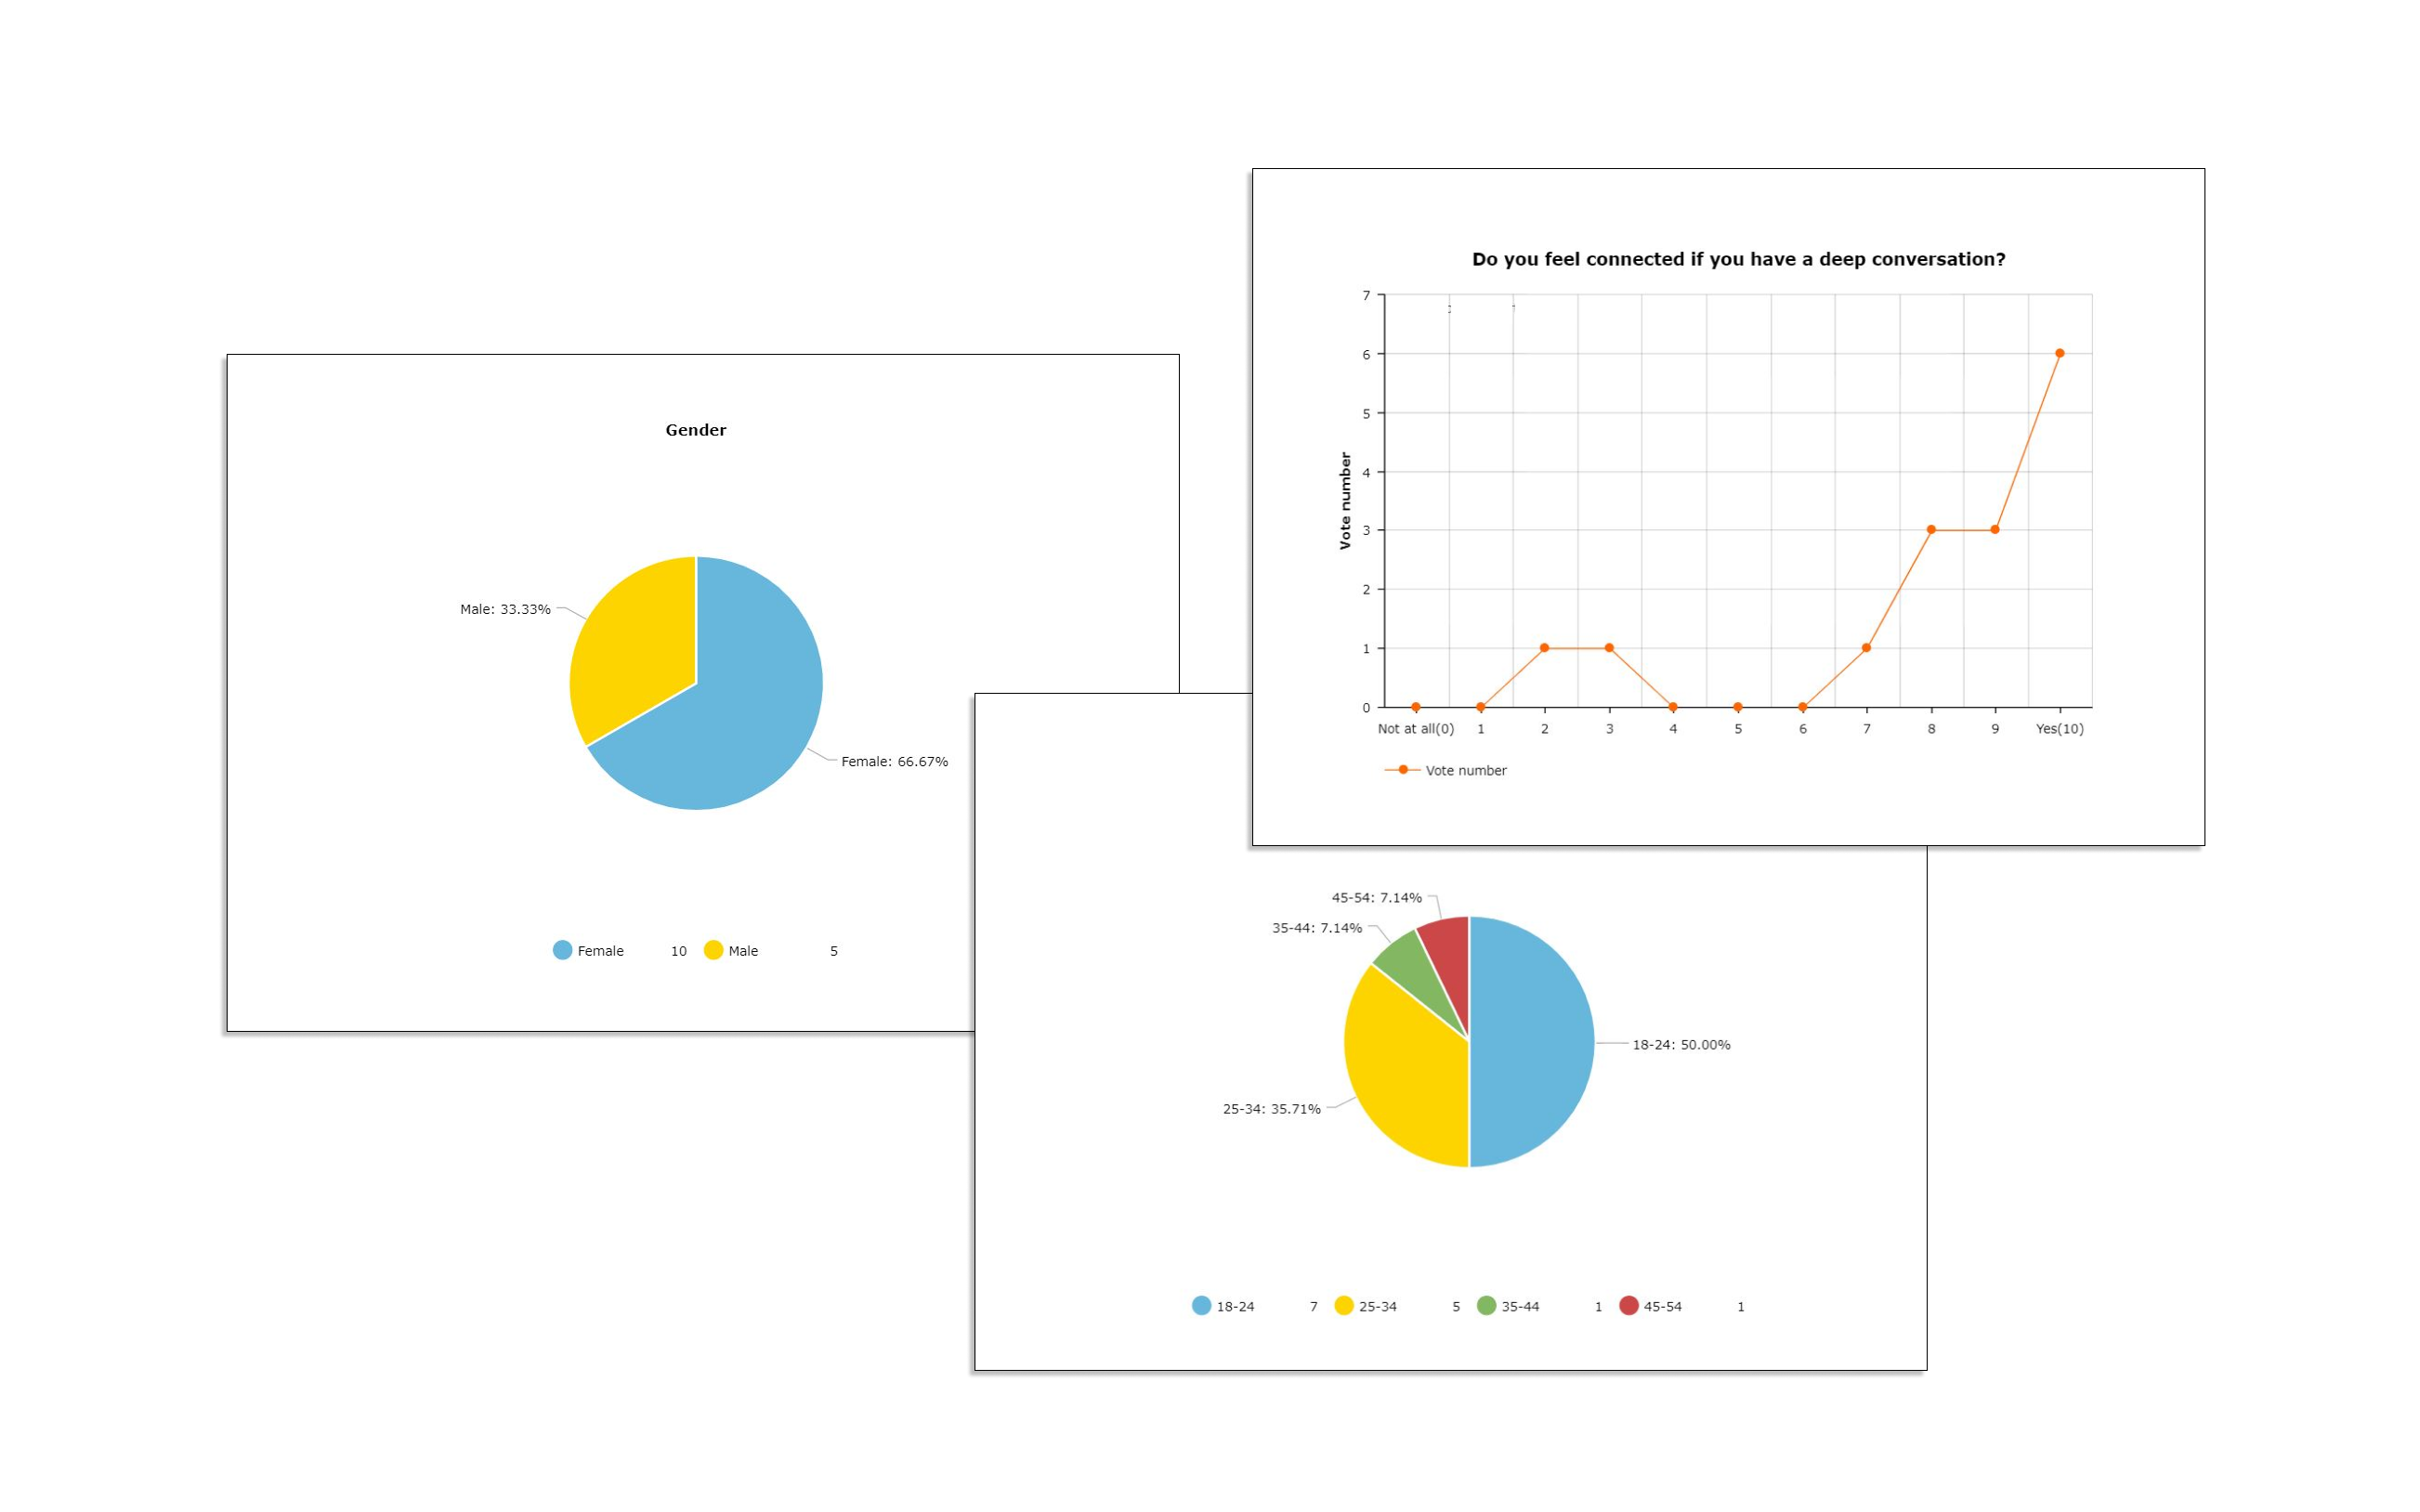 Gender
Male: 33.33%
Female: 66.67%
Female 10 Male 5
Do you feel connected if you have a deep conversation?
Vote number
7
6
5
4
3
2
1
0
Not at all(0) 1 2 3 4 5 6 7 8 9 Yes(10)
Vote number
45-54: 7.14%
35-44: 7.14%
18-24: 50.00%
25-34: 35.71%
18-24 7 25-34 5 35-44 1 45-54 1